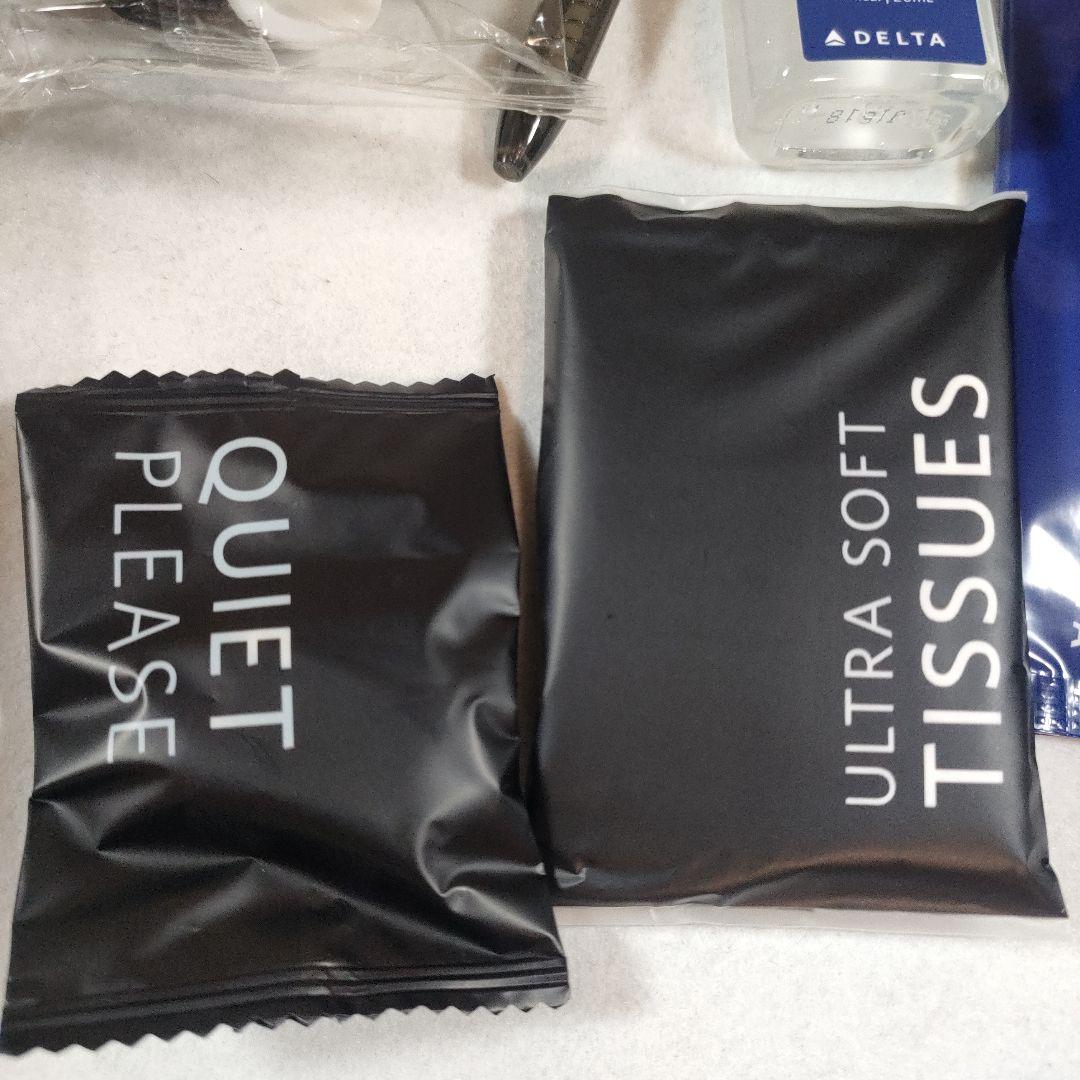 DELTA
QUIET
PLEASE
ULTRA SOFT
TISSUES